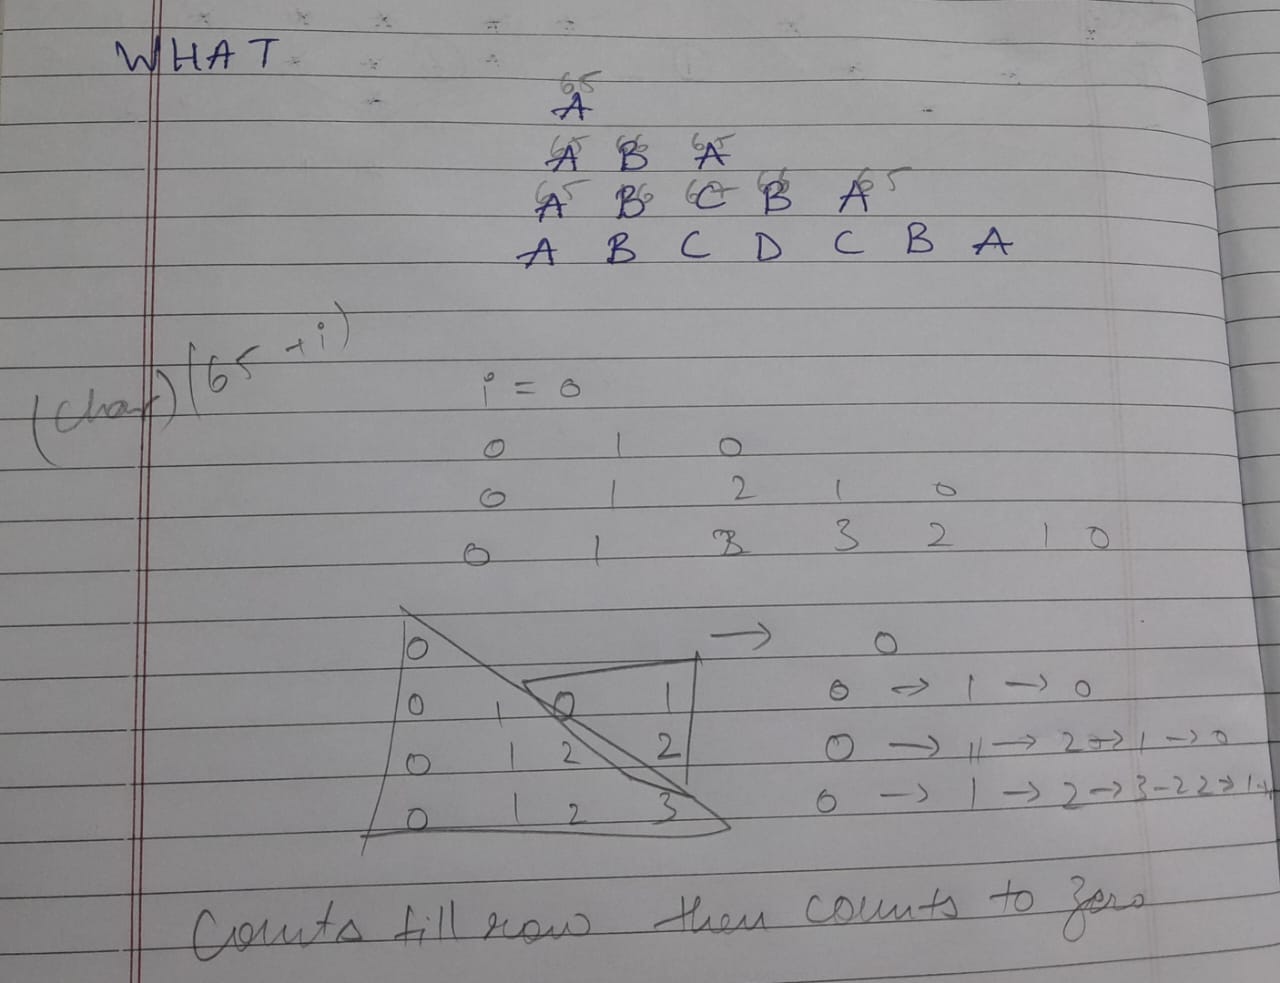 WHAT
65
A
65 66 65
A B A
65 66 67 66 65
A B C B A
A B C D C B A
(char)(65 + i)
i = 0
0 1 0
0 1 2 1 0
0 1 3 2 1 0
0 → 0
0 1 0 1 0 → 1 → 0
0 1 2 2 0 → 1 → 2 → 1 → 0
0 1 2 3 0 → 1 → 2 → 3 → 2 → 1 →
Counts till row then counts to zero